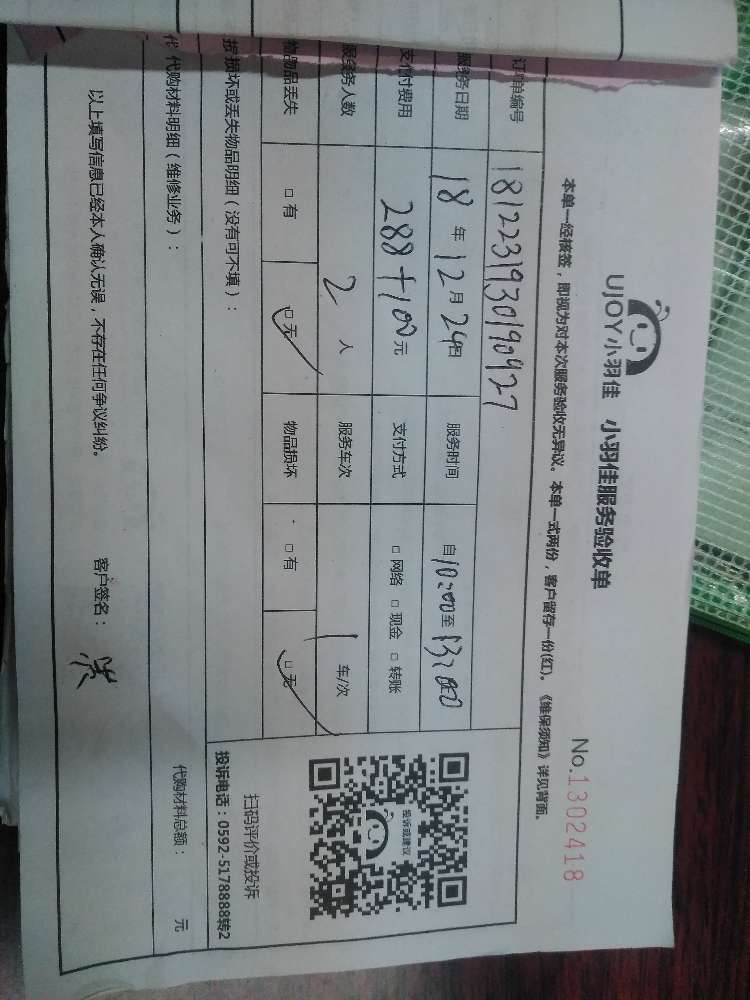 UJOY小羽佳 小羽佳服务验收单
No.1302418
本单一经核签，即视为对本次服务验收无异议。本单一式两份，客户留存一份(红)。《维保须知》详见背面。
订单编号 181223193019927
服务日期 18年12月24日 服务时间 自10:00至13:00
支付费用 288+100元 支付方式 □网络 □现金 □转账
服务人数 2人 服务车次 1车/次
物品丢失 □有 □无 物品损坏 □有 □无
投诉或建议
扫码评价或投诉
投诉电话：0592-5178888转2
损坏或丢失物品明细（没有可不填）：
代购材料明细（维修业务）： 代购材料总额： 元
以上填写信息已经本人确认无误，不存在任何争议纠纷。 客户签名：洪